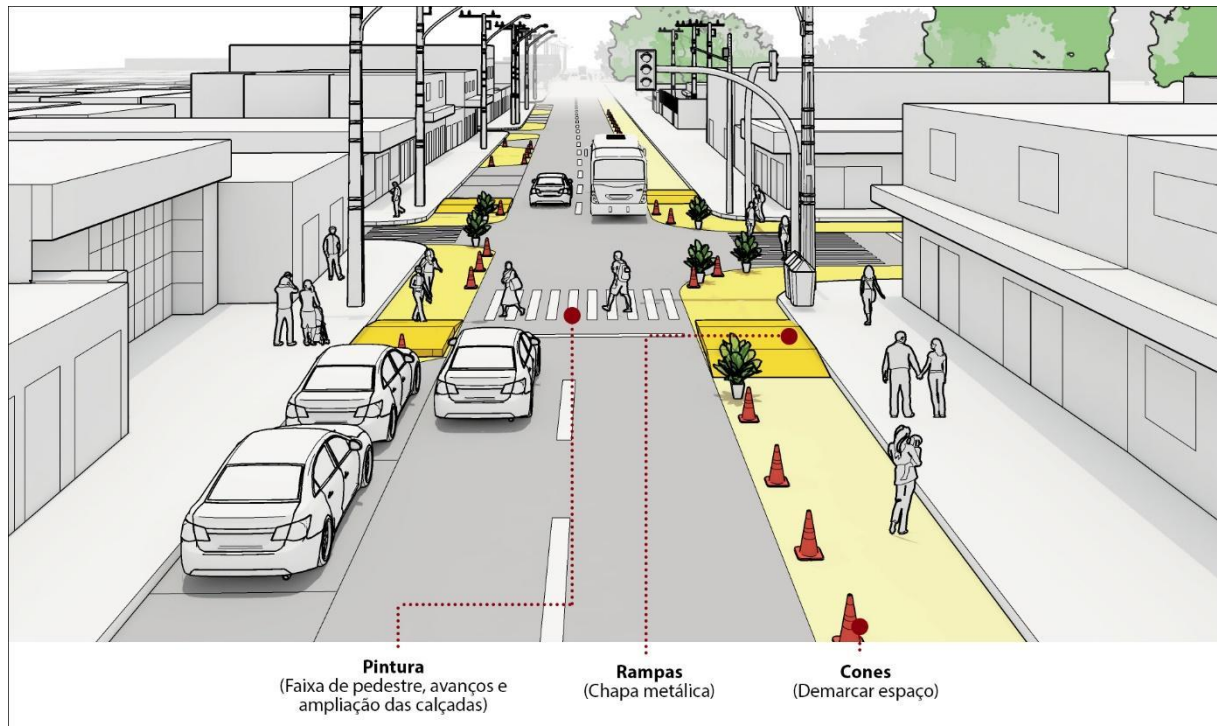 Pintura
(Faixa de pedestre, avanços e
ampliação das calçadas)
Rampas
(Chapa metálica)
Cones
(Demarcar espaço)